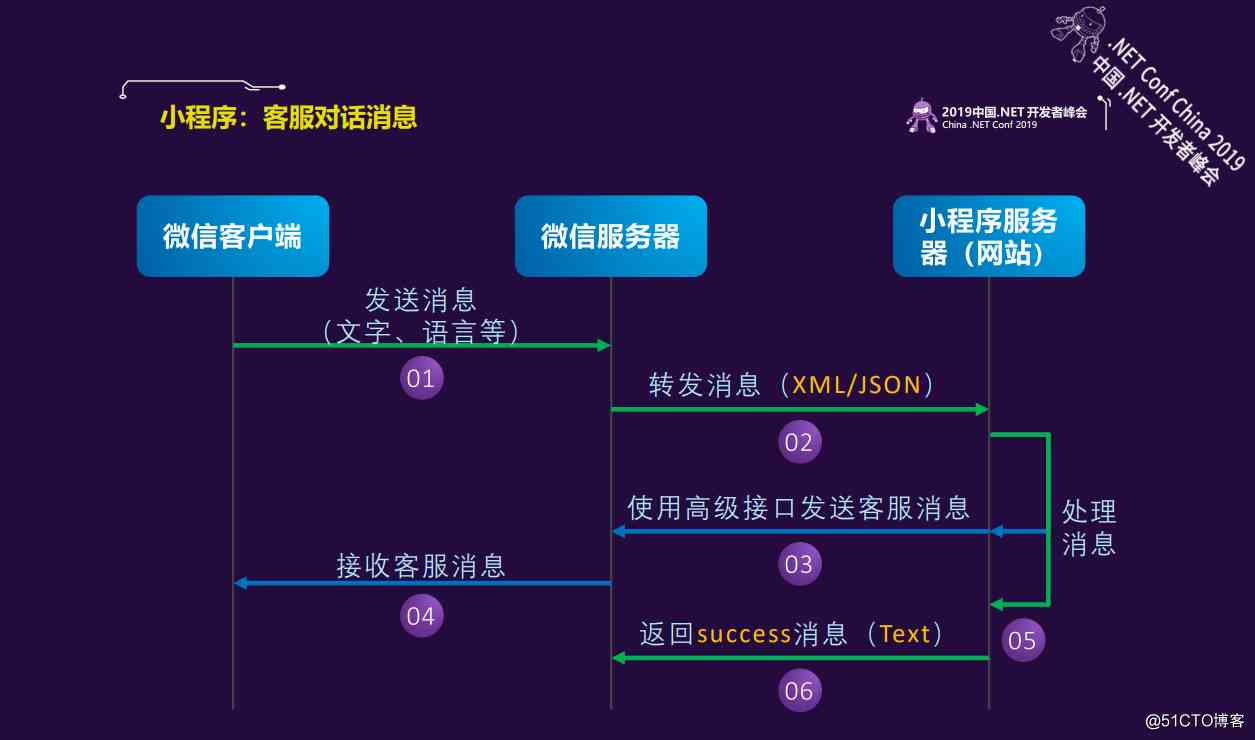 小程序：客服对话消息
2019中国.NET开发者峰会
China .NET Conf 2019
.NET Conf China 2019
中国 .NET 开发者峰会
微信客户端
微信服务器
小程序服务
器（网站）
发送消息
（文字、语言等）
01
转发消息（XML/JSON）
02
使用高级接口发送客服消息
03
处理
消息
接收客服消息
04
返回success消息（Text）
05
06
@51CTO博客